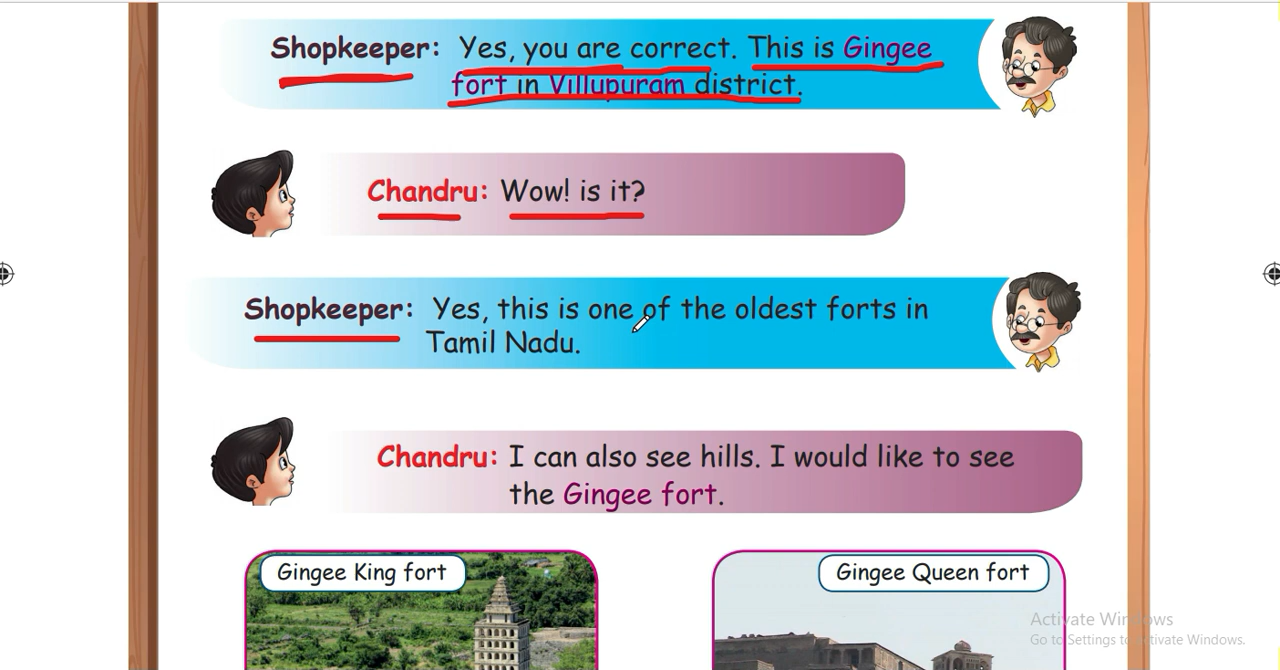 Shopkeeper: Yes, you are correct. This is Gingee
fort in Villupuram district.
Chandru: Wow! is it?
Shopkeeper: Yes, this is one of the oldest forts in
Tamil Nadu.
Chandru: I can also see hills. I would like to see
the Gingee fort.
Gingee King fort
Gingee Queen fort
Activate Windows
Go to Settings to activate Windows.